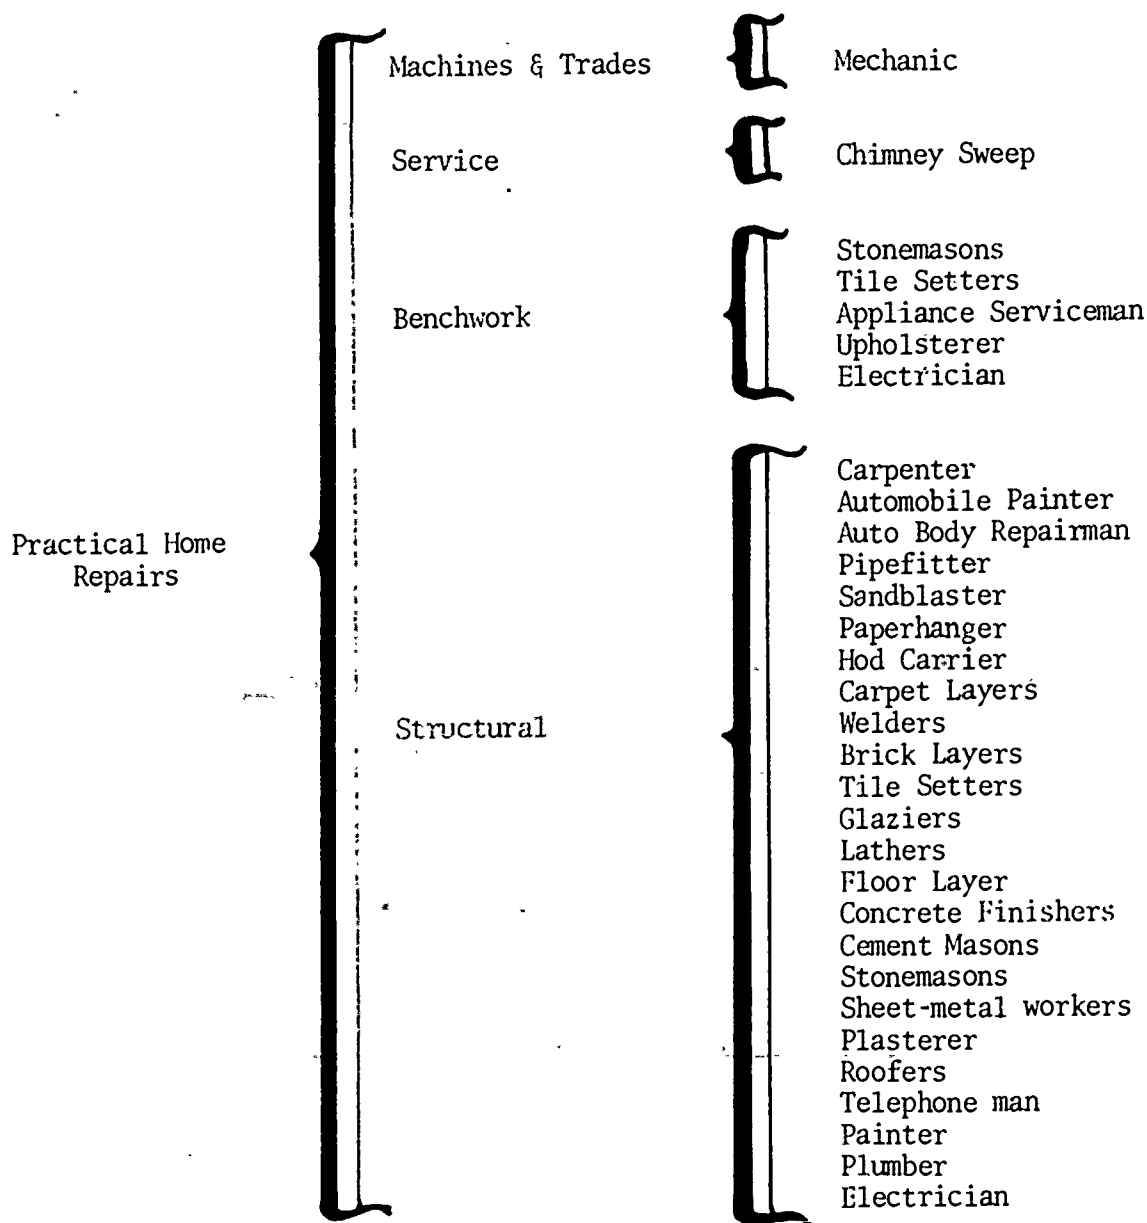 Machines & Trades
Mechanic
Service
Chimney Sweep
Benchwork
Stonemasons
Tile Setters
Appliance Serviceman
Upholsterer
Electrician
Practical Home
Repairs
Structural
Carpenter
Automobile Painter
Auto Body Repairman
Pipefitter
Sandblaster
Paperhanger
Hod Carrier
Carpet Layers
Welders
Brick Layers
Tile Setters
Glaziers
Lathers
Floor Layer
Concrete Finishers
Cement Masons
Stonemasons
Sheet-metal workers
Plasterer
Roofers
Telephone man
Painter
Plumber
Electrician